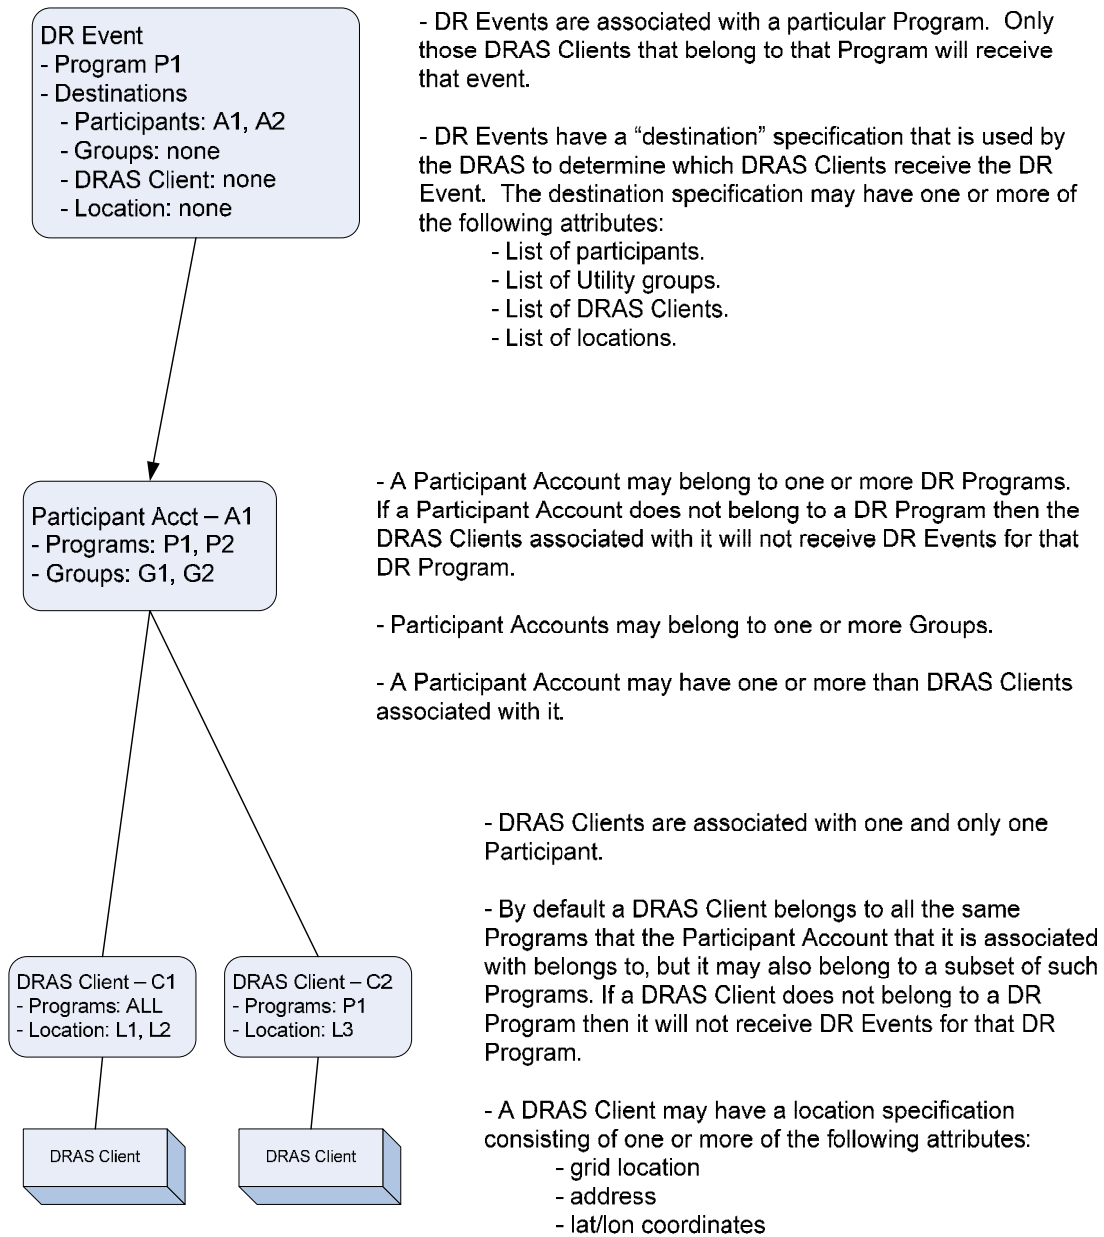 DR Event
- Program P1
- Destinations
- Participants: A1, A2
- Groups: none
- DRAS Client: none
- Location: none
- DR Events are associated with a particular Program. Only
those DRAS Clients that belong to that Program will receive
that event.
- DR Events have a “destination” specification that is used by
the DRAS to determine which DRAS Clients receive the DR
Event. The destination specification may have one or more of
the following attributes:
- List of participants.
- List of Utility groups.
- List of DRAS Clients.
- List of locations.
Participant Acct – A1
- Programs: P1, P2
- Groups: G1, G2
- A Participant Account may belong to one or more DR Programs.
If a Participant Account does not belong to a DR Program then the
DRAS Clients associated with it will not receive DR Events for that
DR Program.
- Participant Accounts may belong to one or more Groups.
- A Participant Account may have one or more than DRAS Clients
associated with it.
DRAS Client – C1
- Programs: ALL
- Location: L1, L2
DRAS Client – C2
- Programs: P1
- Location: L3
DRAS Client
DRAS Client
- DRAS Clients are associated with one and only one
Participant.
- By default a DRAS Client belongs to all the same
Programs that the Participant Account that it is associated
with belongs to, but it may also belong to a subset of such
Programs. If a DRAS Client does not belong to a DR
Program then it will not receive DR Events for that DR
Program.
- A DRAS Client may have a location specification
consisting of one or more of the following attributes:
- grid location
- address
- lat/lon coordinates